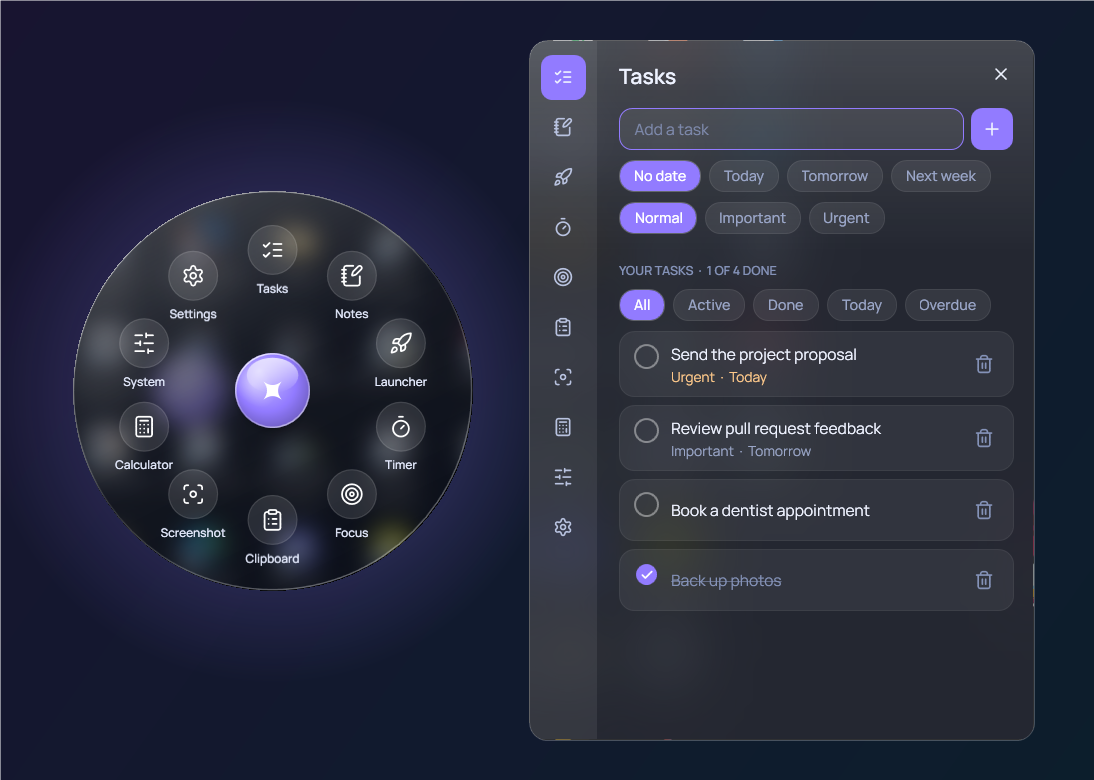 Tasks
Settings
Notes
System
Launcher
Calculator
Timer
Screenshot
Focus
Clipboard
Tasks
Add a task
No date Today Tomorrow Next week
Normal Important Urgent
YOUR TASKS · 1 OF 4 DONE
All Active Done Today Overdue
Send the project proposal
Urgent · Today
Review pull request feedback
Important · Tomorrow
Book a dentist appointment
Back up photos